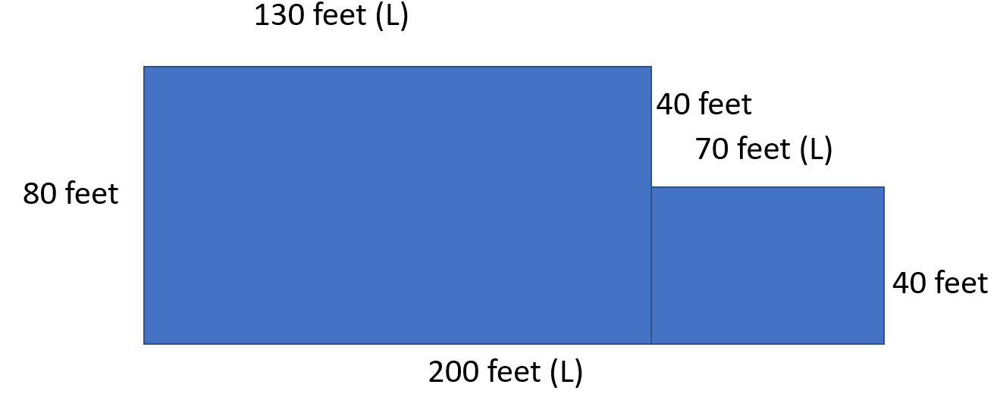 130 feet (L)
40 feet
70 feet (L)
80 feet
40 feet
200 feet (L)